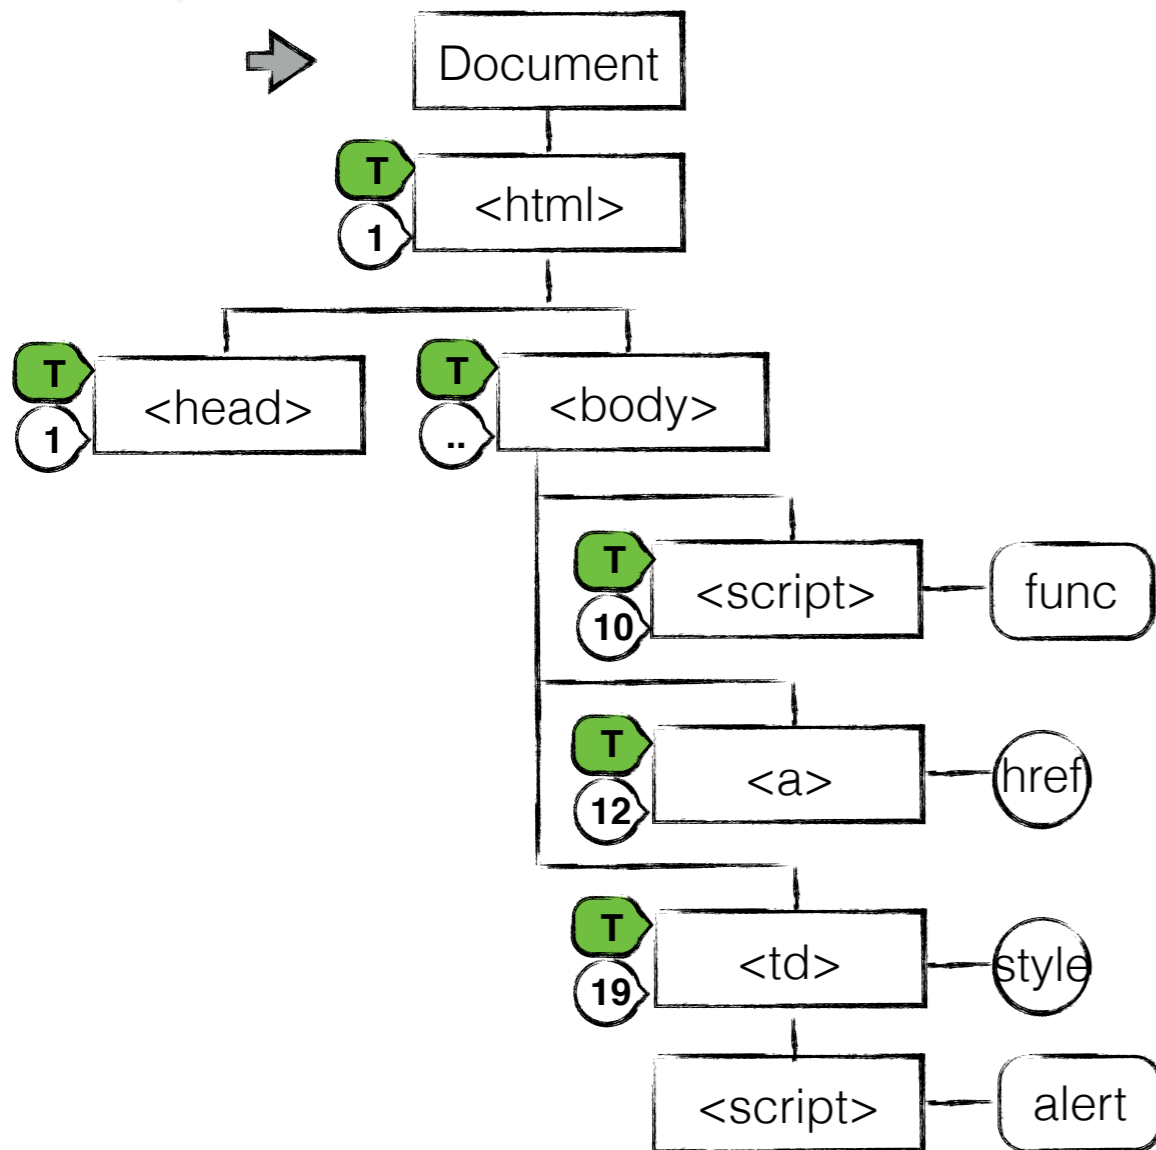 Document
T
<html>
1
T
<head>
1
T
<body>
..
T
<script>
func
10
T
<a>
href
12
T
<td>
style
19
<script>
alert